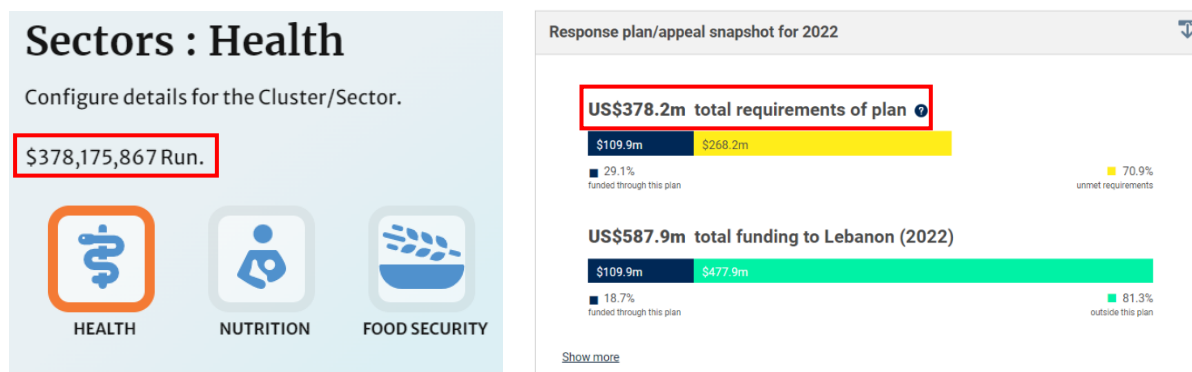 Sectors : Health
Configure details for the Cluster/Sector.
$378,175,867 Run.
HEALTH
NUTRITION
FOOD SECURITY
Response plan/appeal snapshot for 2022
US$378.2m total requirements of plan ?
$109.9m
$268.2m
29.1%
funded through this plan
70.9%
unmet requirements
US$587.9m total funding to Lebanon (2022)
$109.9m
$477.9m
18.7%
funded through this plan
81.3%
outside this plan
Show more